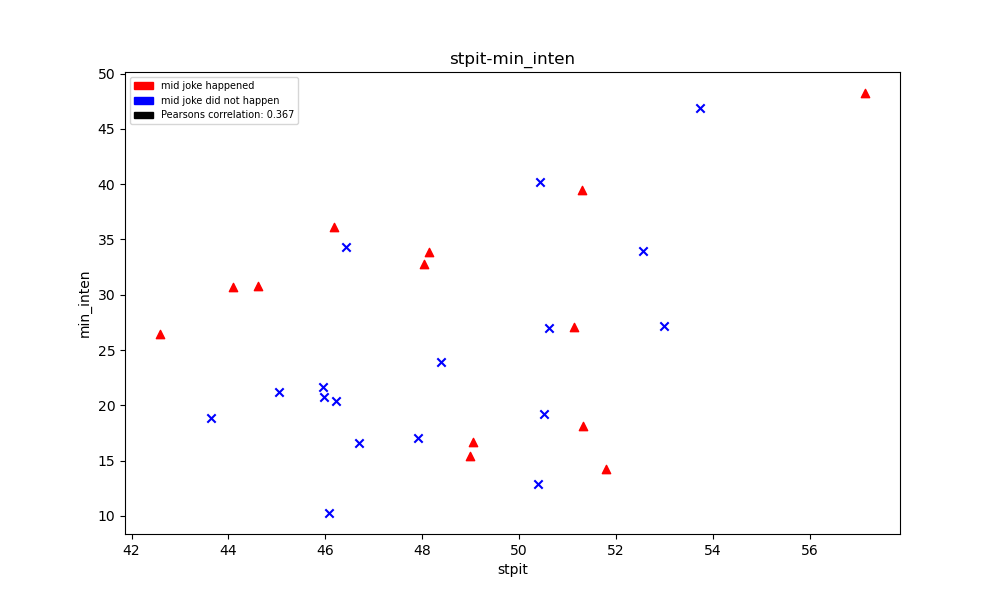 stpit-min_inten
mid joke happened
mid joke did not happen
Pearsons correlation: 0.367
50
45
40
35
30
25
20
15
10
min_inten
42 44 46 48 50 52 54 56
stpit